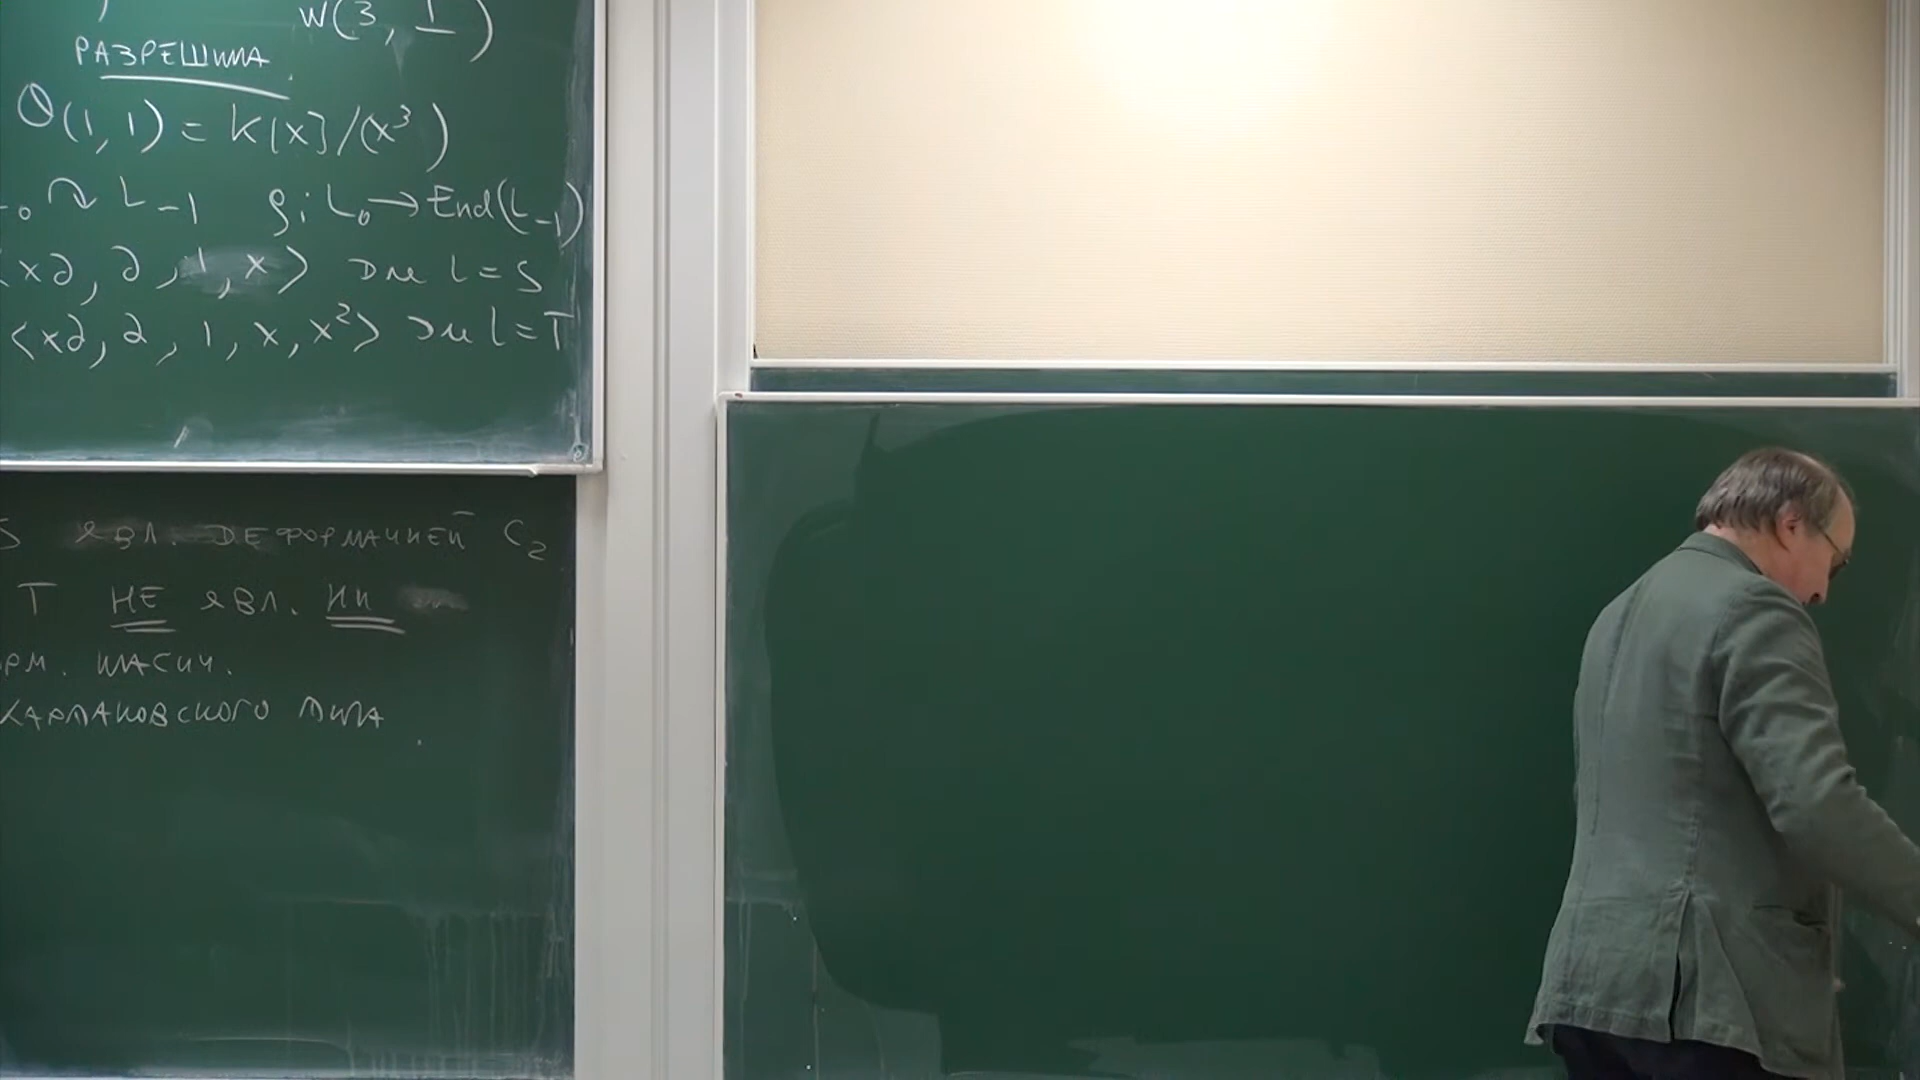 W(3, 1)
РАЗРЕШИМА.
O(1,1) = K[x]/(x³)
₀ ↷ L₋₁ ρ: L₀ → End(L₋₁)
⟨x∂, ∂, 1, x⟩ для L = S
⟨x∂, ∂, 1, x, x²⟩ для L = T
S явл. ДЕФОРМАЦИЕЙ C₂
T НЕ явл. НИ
рм. класич.
КАРТАНОВСКОГО ТИПА.